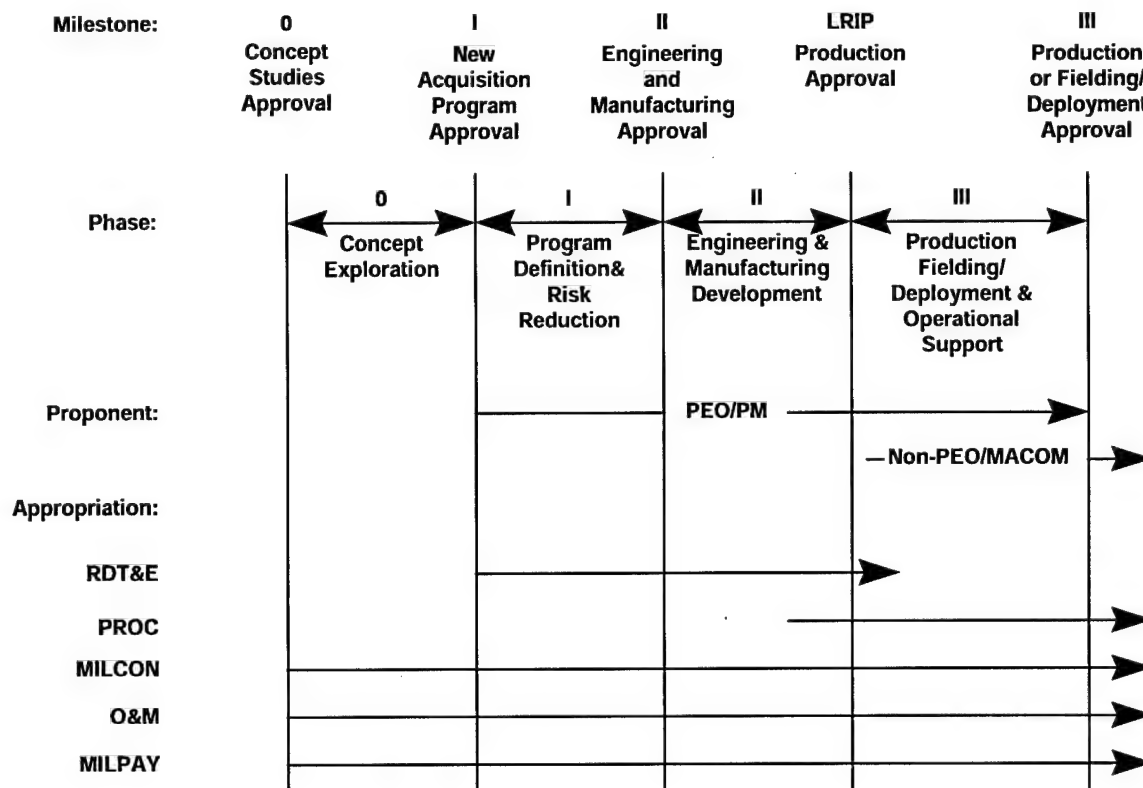 Milestone: 0 I II LRIP III
Concept Studies Approval
New Acquisition Program Approval
Engineering and Manufacturing Approval
Production Approval
Production or Fielding/ Deployment Approval
Phase: 0 I II III
Concept Exploration
Program Definition& Risk Reduction
Engineering & Manufacturing Development
Production Fielding/ Deployment & Operational Support
Proponent: PEO/PM
Non-PEO/MACOM
Appropriation:
RDT&E
PROC
MILCON
O&M
MILPAY